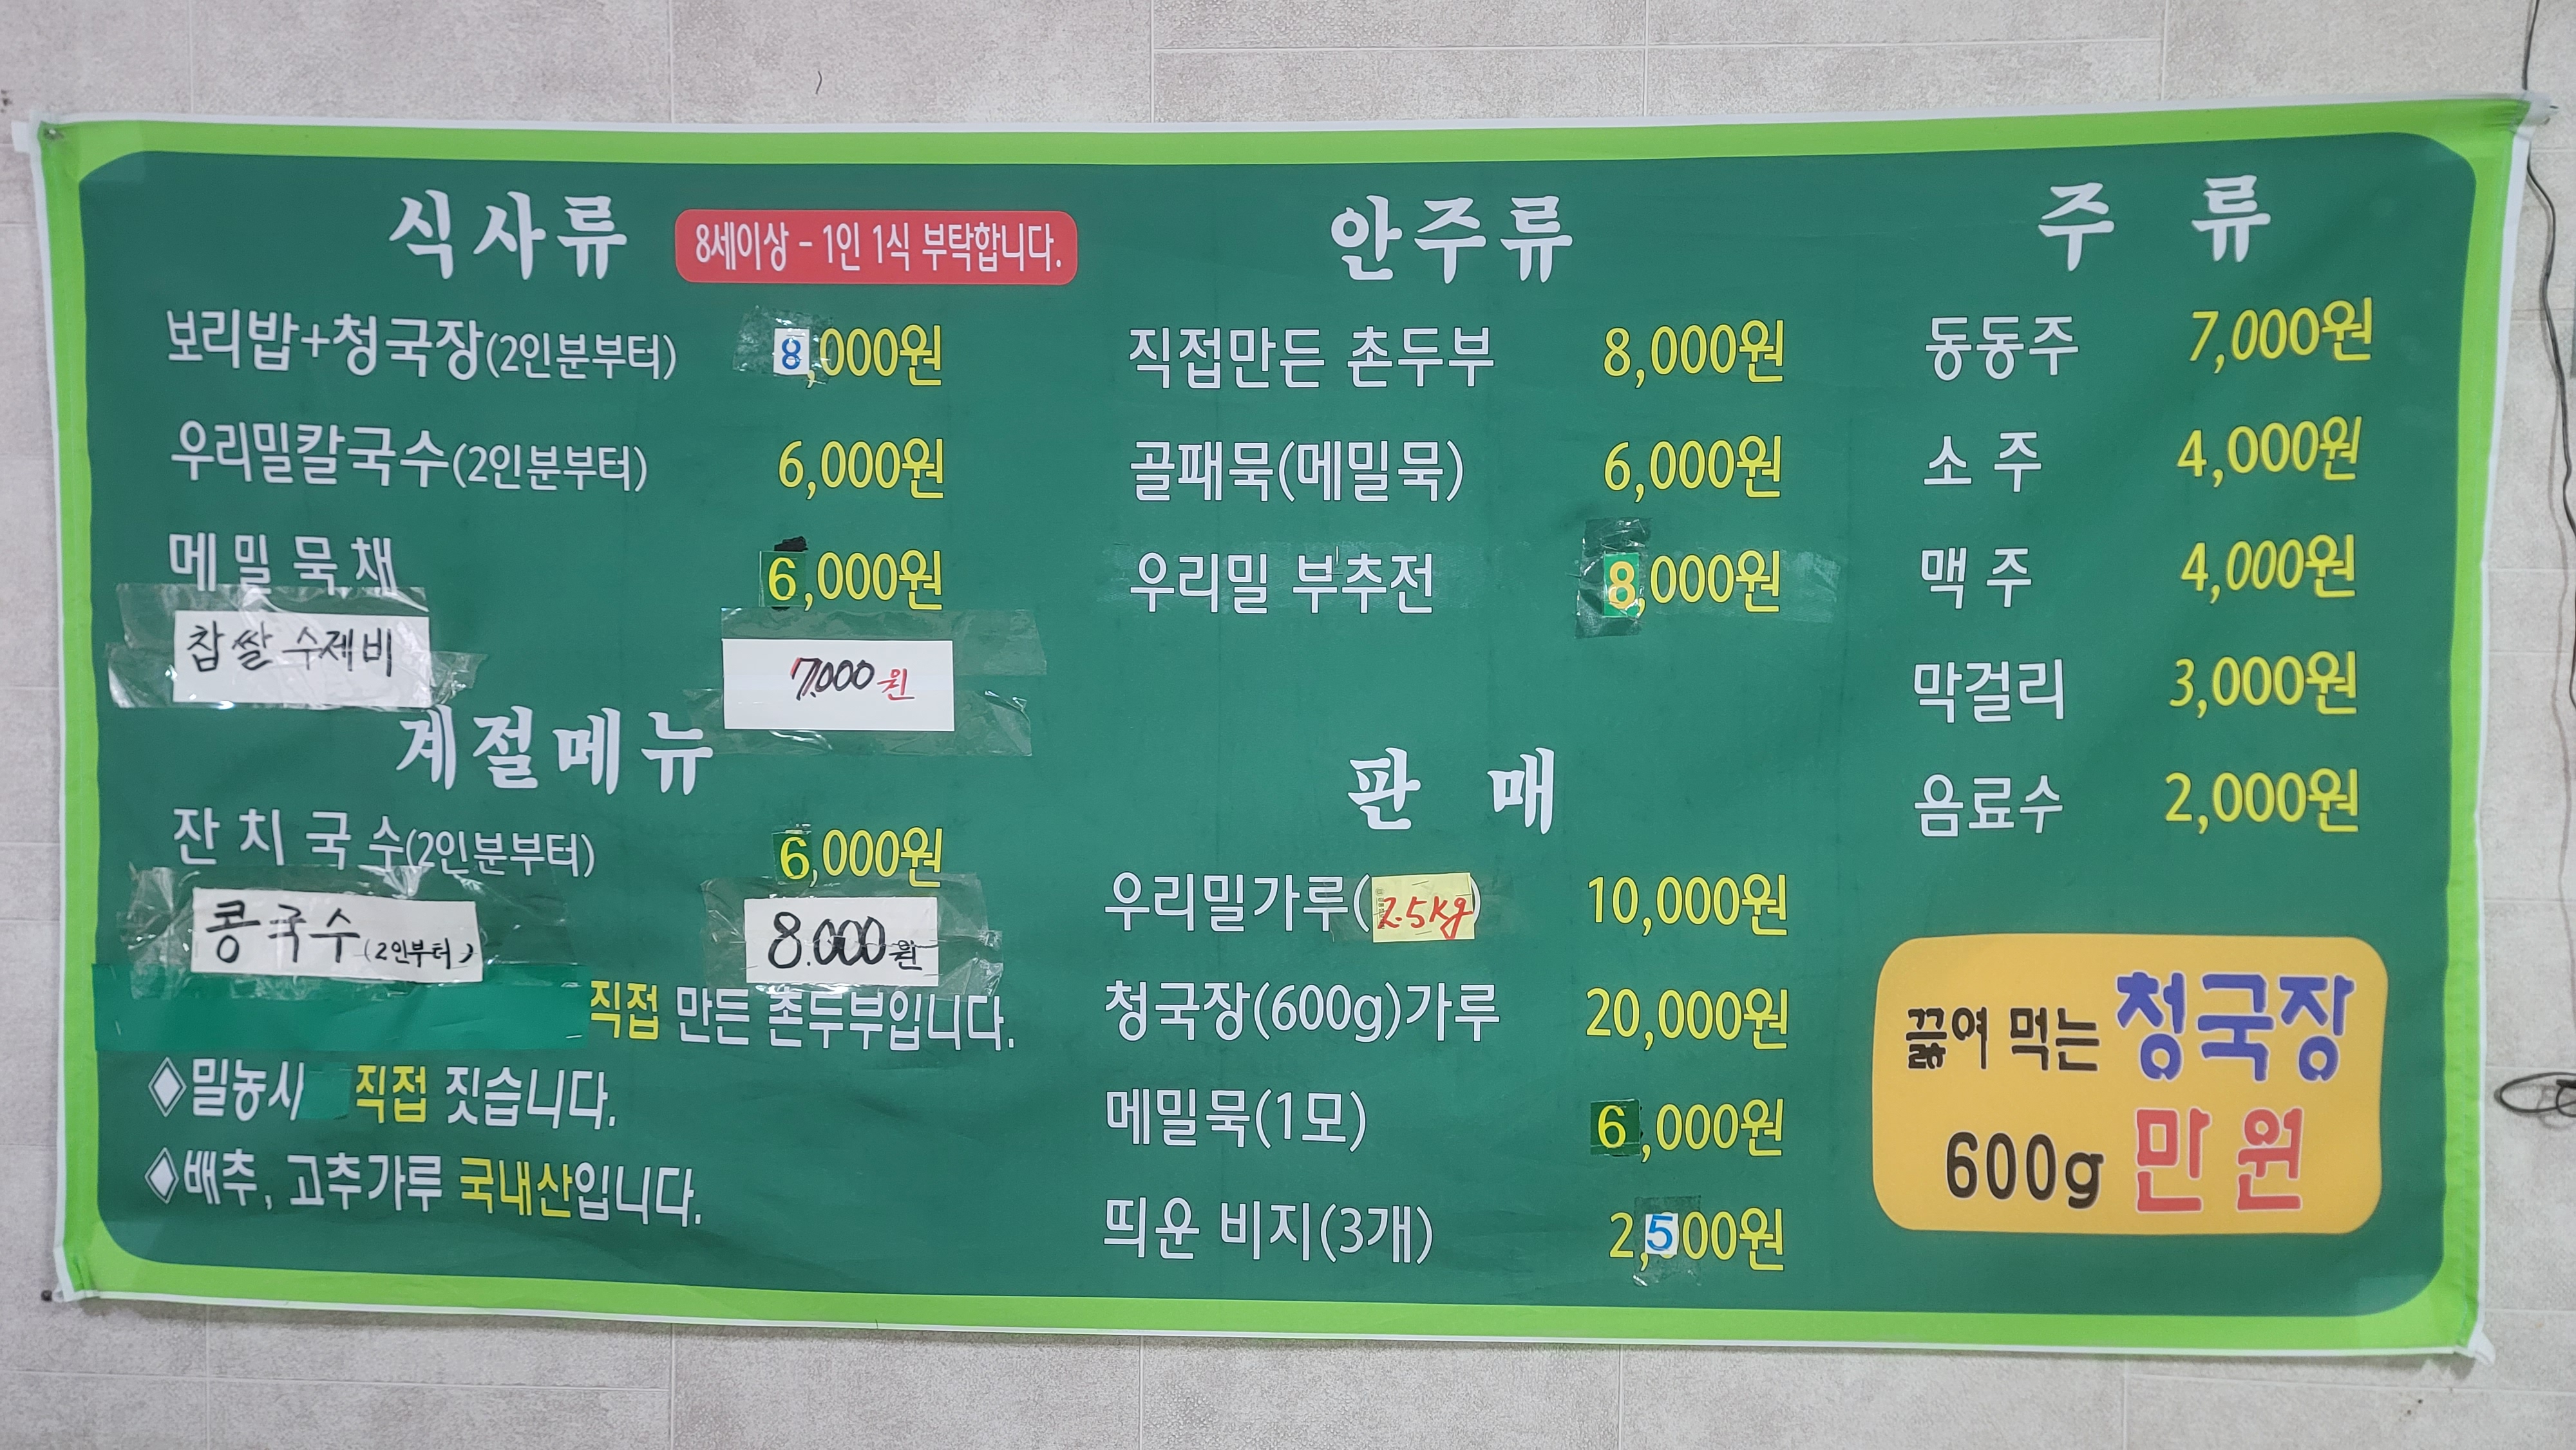 식사류
8세이상 - 1인 1식 부탁합니다.
보리밥+청국장(2인분부터) 8,000원
우리밀칼국수(2인분부터) 6,000원
메밀묵채 6,000원
찹쌀수제비 7,000원
계절메뉴
잔치국수(2인분부터) 6,000원
콩국수(2인부터) 8.000원
직접 만든 촌두부입니다.
◈밀농사 직접 짓습니다.
◈배추, 고추가루 국내산입니다.
안주류
직접만든 촌두부 8,000원
골패묵(메밀묵) 6,000원
우리밀 부추전 8,000원
판 매
우리밀가루(2.5kg) 10,000원
청국장(600g)가루 20,000원
메밀묵(1모) 6,000원
띄운 비지(3개) 2,500원
주 류
동동주 7,000원
소 주 4,000원
맥 주 4,000원
막걸리 3,000원
음료수 2,000원
끓여 먹는 청국장
600g 만원